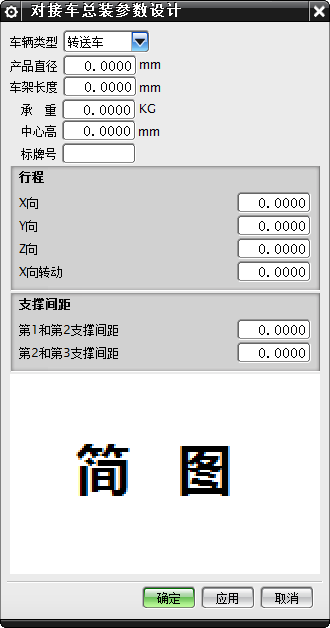 对接车总装参数设计
车辆类型 转送车
产品直径 0.0000 mm
车架长度 0.0000 mm
承 重 0.0000 KG
中心高 0.0000 mm
标牌号
行程
X向 0.0000
Y向 0.0000
Z向 0.0000
X向转动 0.0000
支撑间距
第1和第2支撑间距 0.0000
第2和第3支撑间距 0.0000
简 图
确定 应用 取消